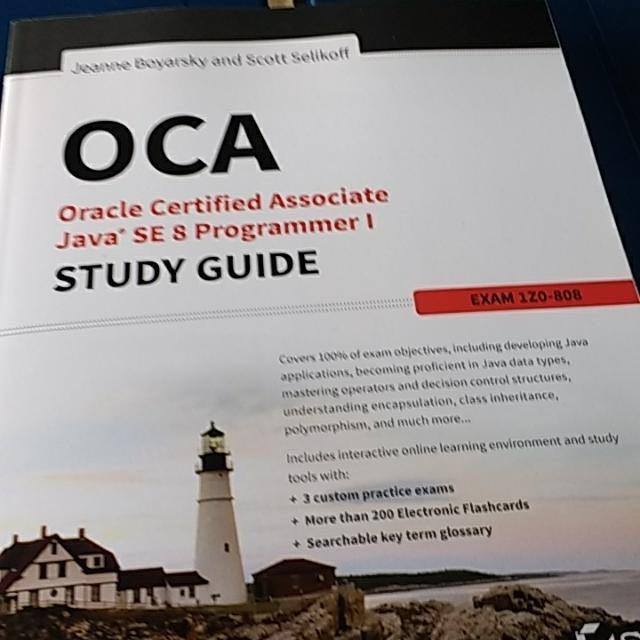 Jeanne Boyarsky and Scott Selikoff
OCA
Oracle Certified Associate
Java® SE 8 Programmer I
STUDY GUIDE
EXAM 1Z0-808
Covers 100% of exam objectives, including developing Java
applications, becoming proficient in Java data types,
mastering operators and decision control structures,
understanding encapsulation, class inheritance,
polymorphism, and much more...
Includes interactive online learning environment and study
tools with:
+ 3 custom practice exams
+ More than 200 Electronic Flashcards
+ Searchable key term glossary